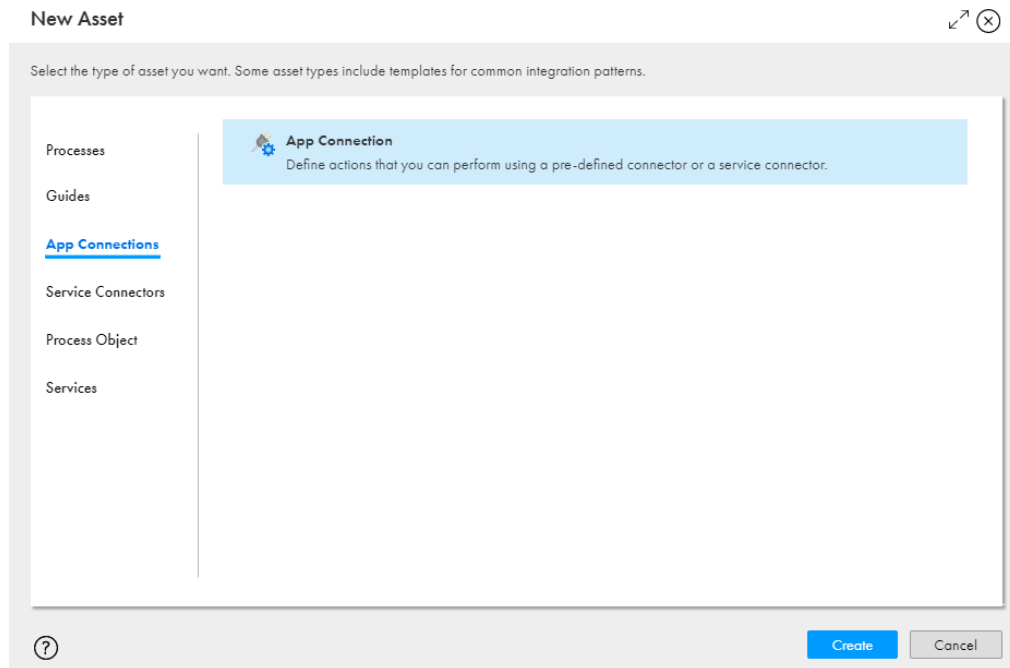 New Asset
Select the type of asset you want. Some asset types include templates for common integration patterns.
Processes
Guides
App Connections
Service Connectors
Process Object
Services
App Connection
Define actions that you can perform using a pre-defined connector or a service connector.
?
Create
Cancel